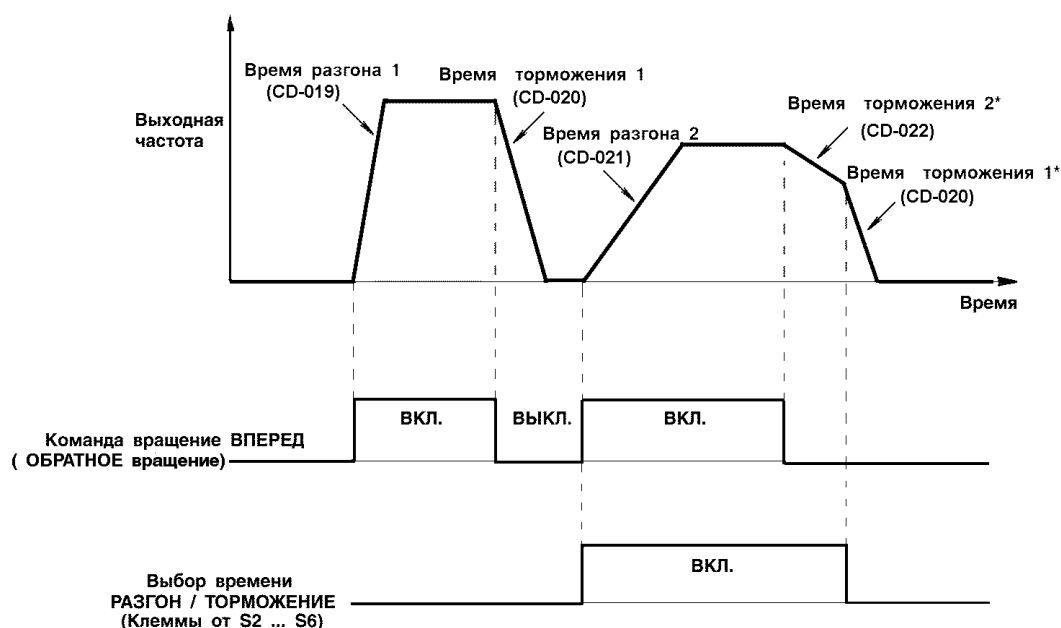 Время разгона 1
(CD-019)
Время торможения 1
(CD-020)
Выходная
частота
Время разгона 2
(CD-021)
Время торможения 2*
(CD-022)
Время торможения 1*
(CD-020)
Время
ВКЛ.
ВЫКЛ.
ВКЛ.
Команда вращение ВПЕРЕД
( ОБРАТНОЕ вращение)
ВКЛ.
Выбор времени
РАЗГОН / ТОРМОЖЕНИЕ
(Клеммы от S2 ... S6)